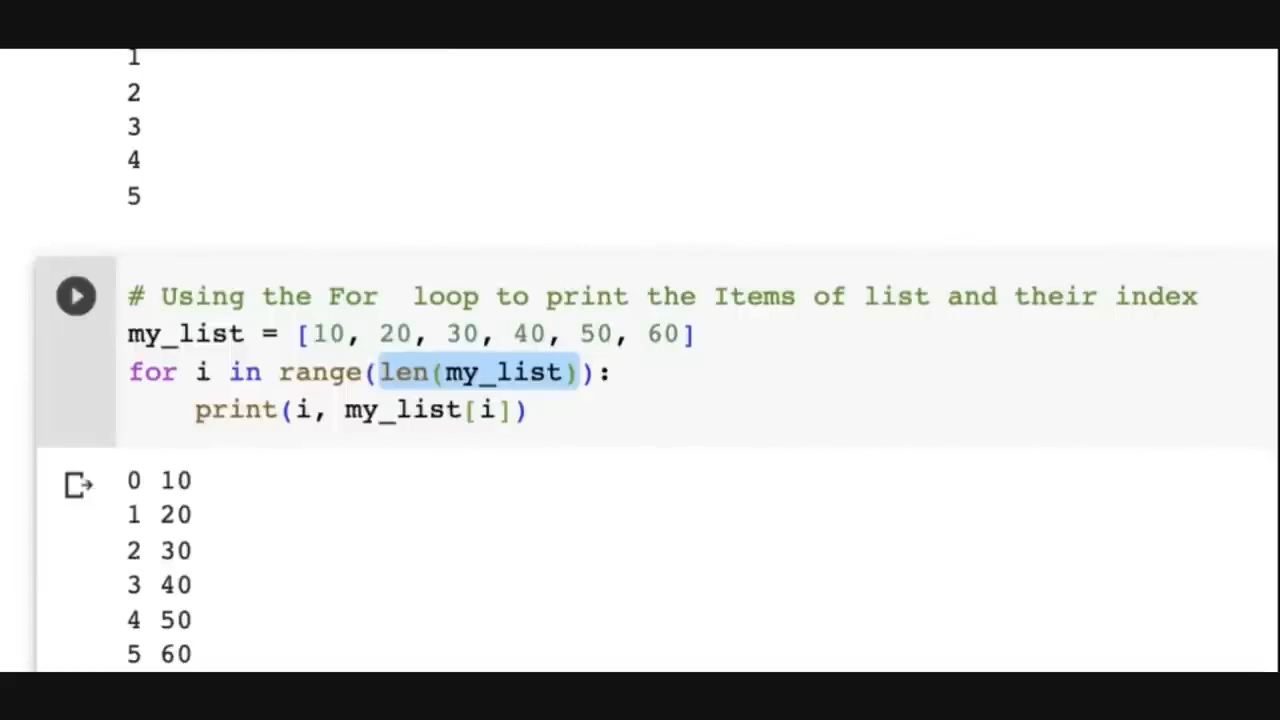 1
2
3
4
5
# Using the For  loop to print the Items of list and their index
my_list = [10, 20, 30, 40, 50, 60]
for i in range(len(my_list)):
    print(i, my_list[i])
0 10
1 20
2 30
3 40
4 50
5 60